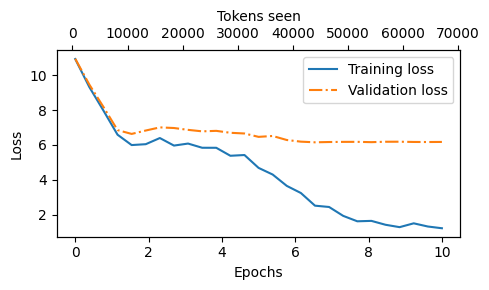 Tokens seen
0 10000 20000 30000 40000 50000 60000 70000
Training loss
Validation loss
10
8
6
4
2
Loss
0 2 4 6 8 10
Epochs